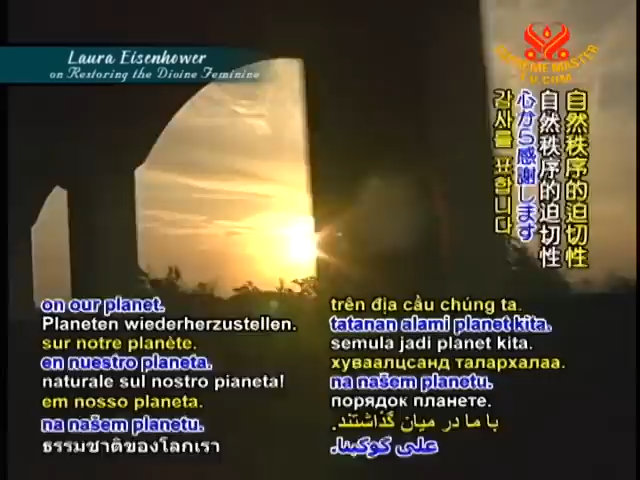 Laura Eisenhower
on Restoring the Divine Feminine
SUPREME MASTER
TV.COM
自然秩序的迫切性
自然秩序的迫切性
心から感謝します
감사를 표합니다
on our planet.
Planeten wiederherzustellen.
sur notre planète.
en nuestro planeta.
naturale sul nostro pianeta!
em nosso planeta.
na našem planetu.
ธรรมชาติของโลกเรา
trên địa cầu chúng ta.
tatanan alami planet kita.
semula jadi planet kita.
хуваалцсанд талархалаа.
na našem planetu.
порядок планете.
با ما در میان گذاشتند.
على كوكبنا.